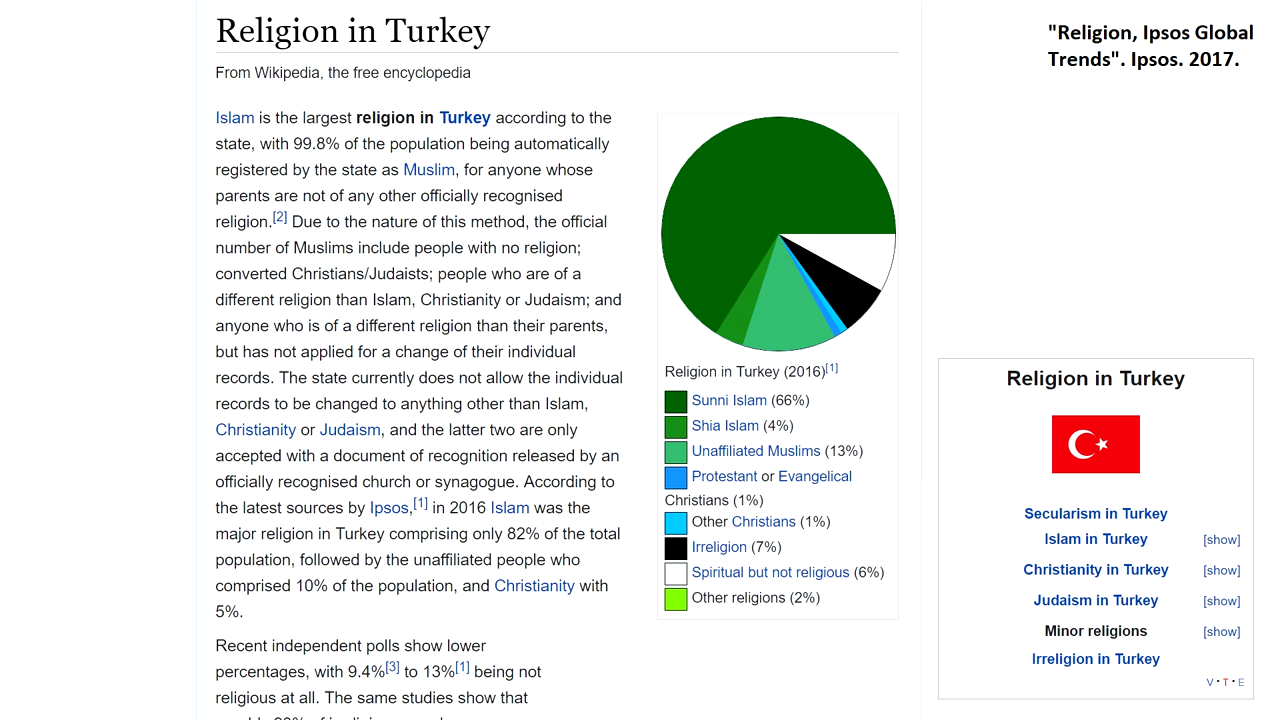 Religion in Turkey
From Wikipedia, the free encyclopedia
Islam is the largest religion in Turkey according to the
state, with 99.8% of the population being automatically
registered by the state as Muslim, for anyone whose
parents are not of any other officially recognised
religion.[2] Due to the nature of this method, the official
number of Muslims include people with no religion;
converted Christians/Judaists; people who are of a
different religion than Islam, Christianity or Judaism; and
anyone who is of a different religion than their parents,
but has not applied for a change of their individual
records. The state currently does not allow the individual
records to be changed to anything other than Islam,
Christianity or Judaism, and the latter two are only
accepted with a document of recognition released by an
officially recognised church or synagogue. According to
the latest sources by Ipsos,[1] in 2016 Islam was the
major religion in Turkey comprising only 82% of the total
population, followed by the unaffiliated people who
comprised 10% of the population, and Christianity with
5%.
Recent independent polls show lower
percentages, with 9.4%[3] to 13%[1] being not
religious at all. The same studies show that
Religion in Turkey (2016)[1]
Sunni Islam (66%)
Shia Islam (4%)
Unaffiliated Muslims (13%)
Protestant or Evangelical
Christians (1%)
Other Christians (1%)
Irreligion (7%)
Spiritual but not religious (6%)
Other religions (2%)
"Religion, Ipsos Global
Trends". Ipsos. 2017.
Religion in Turkey
Secularism in Turkey
Islam in Turkey [show]
Christianity in Turkey [show]
Judaism in Turkey [show]
Minor religions [show]
Irreligion in Turkey
V • T • E